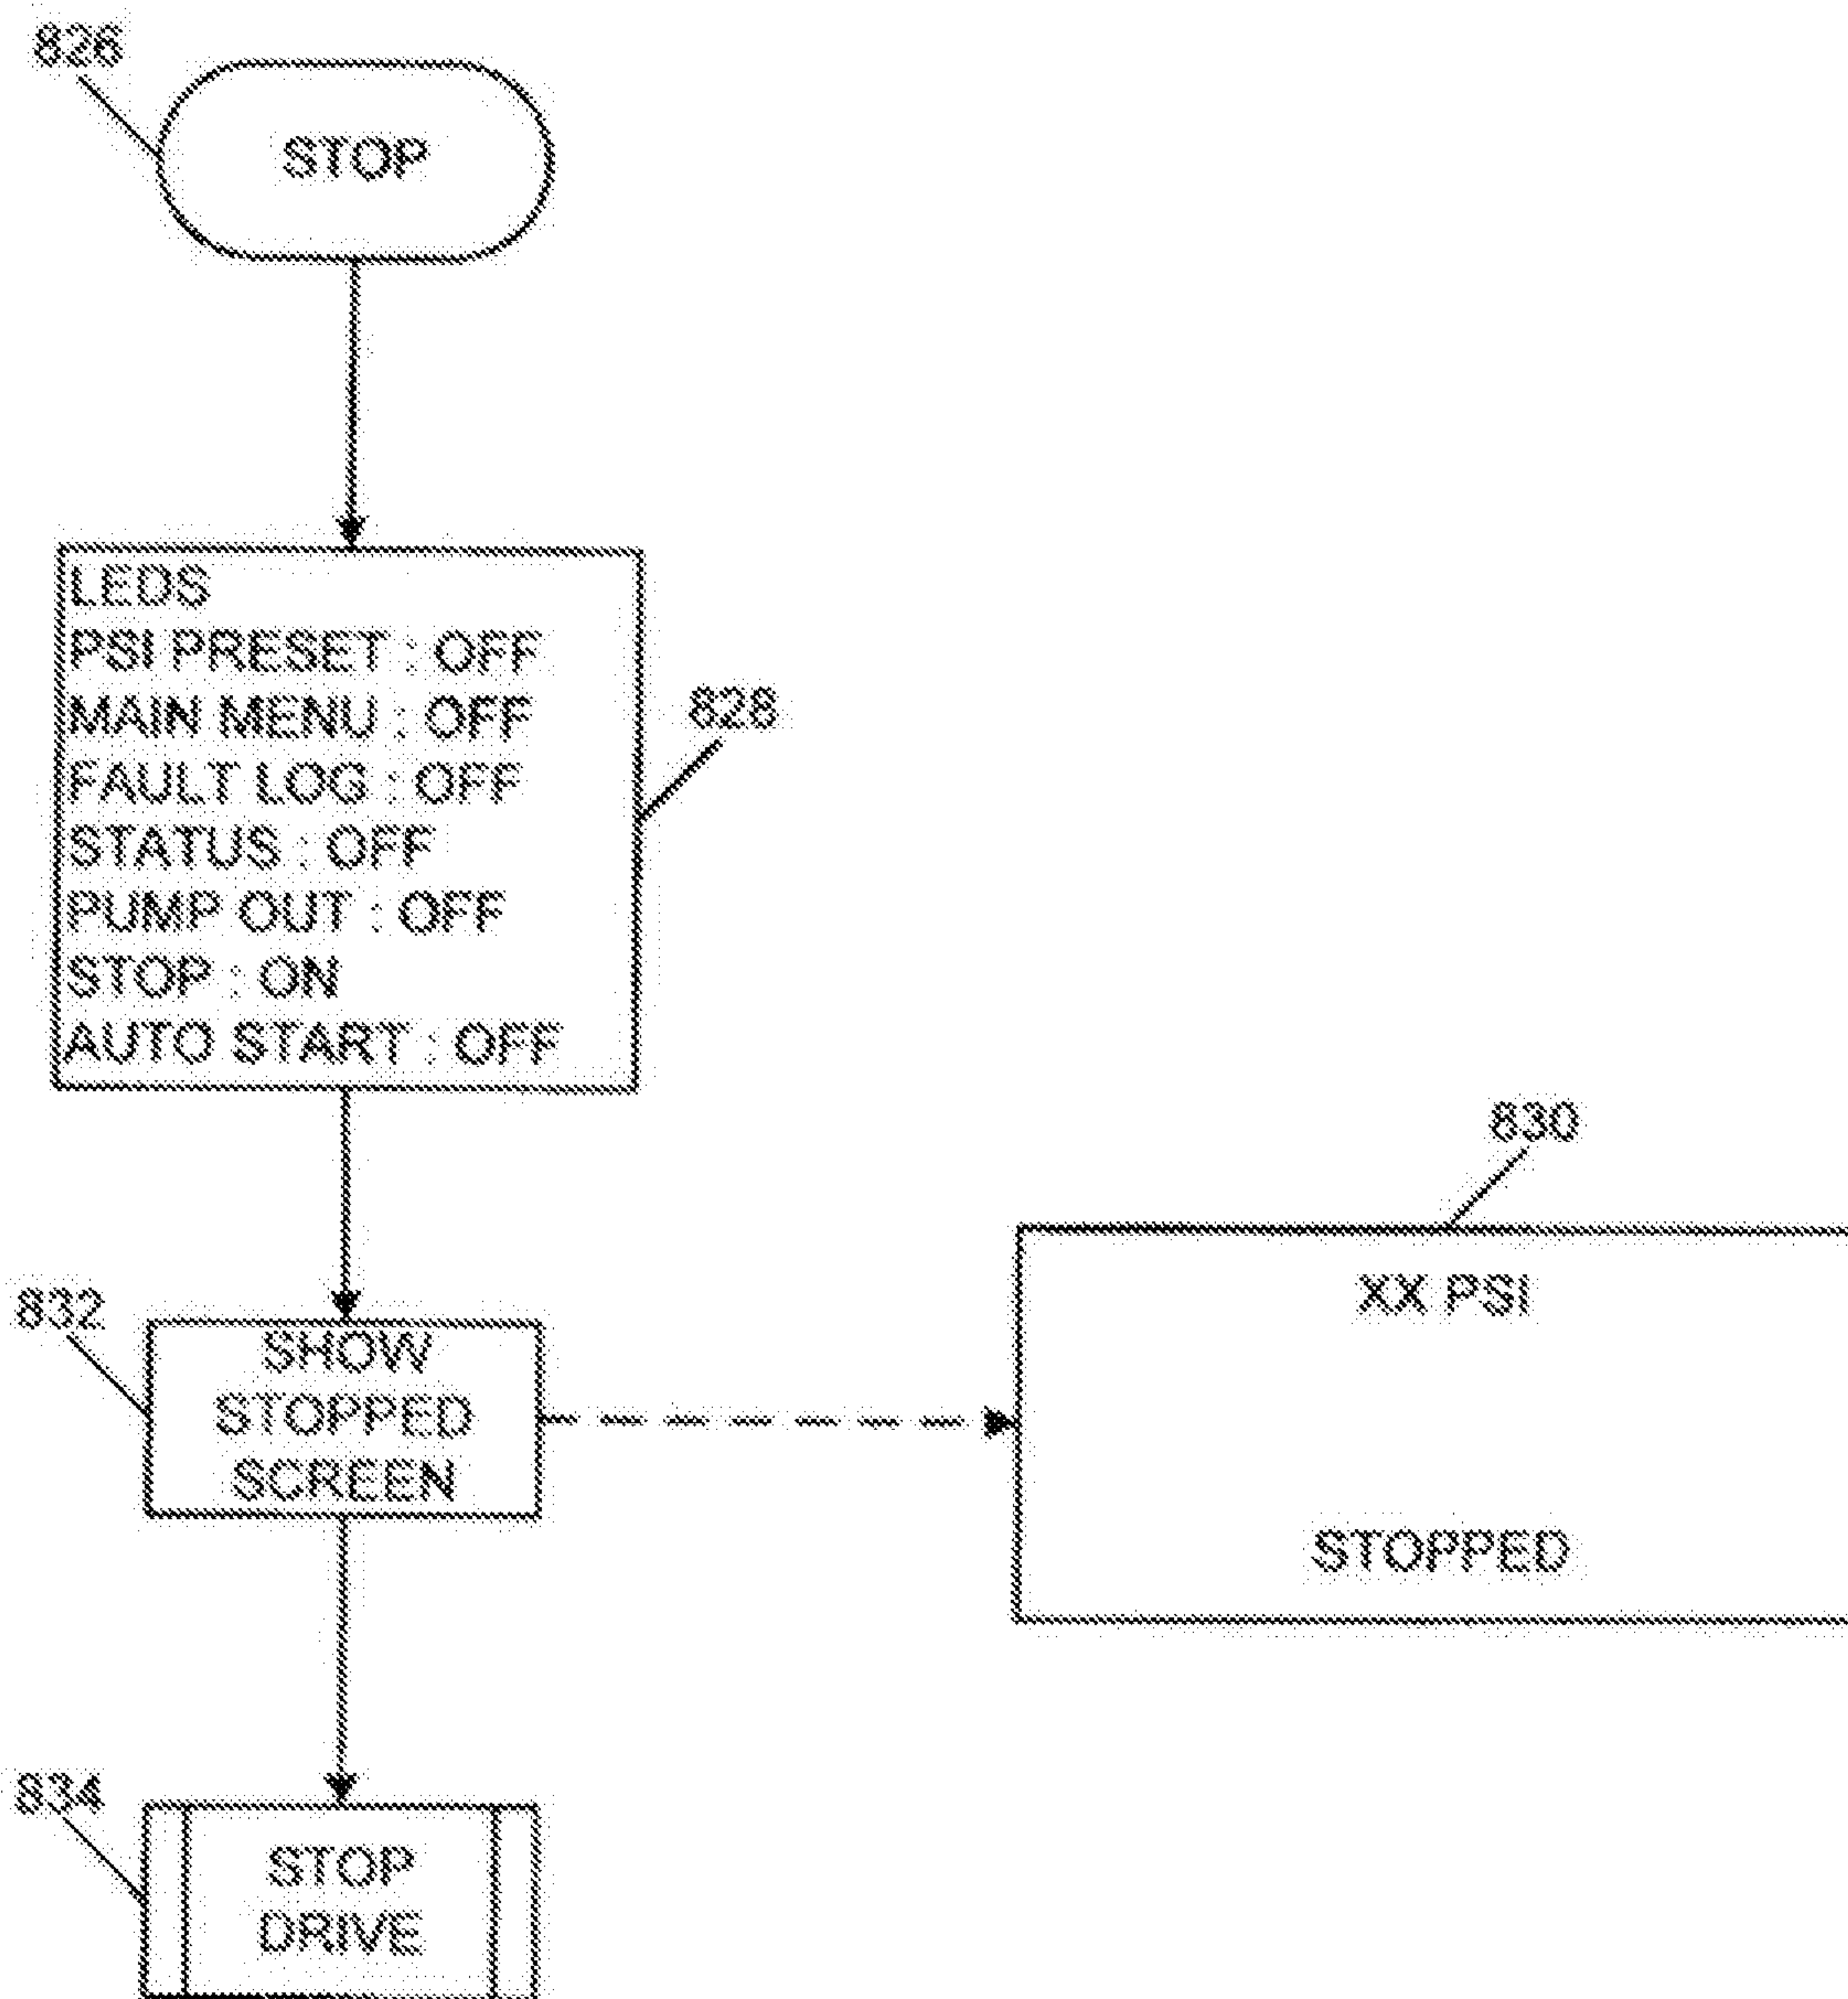 826
STOP
LEDS
PSI PRESET : OFF
MAIN MENU : OFF
FAULT LOG : OFF
STATUS : OFF
PUMP OUT : OFF
STOP : ON
AUTO START : OFF
828
830
XX PSI
STOPPED
832
SHOW
STOPPED
SCREEN
834
STOP
DRIVE